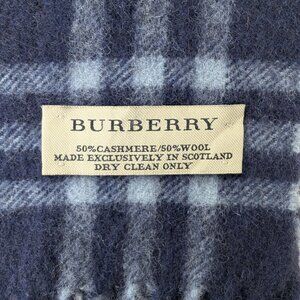 BURBERRY
50%CASHMERE/50%WOOL
MADE EXCLUSIVELY IN SCOTLAND
DRY CLEAN ONLY